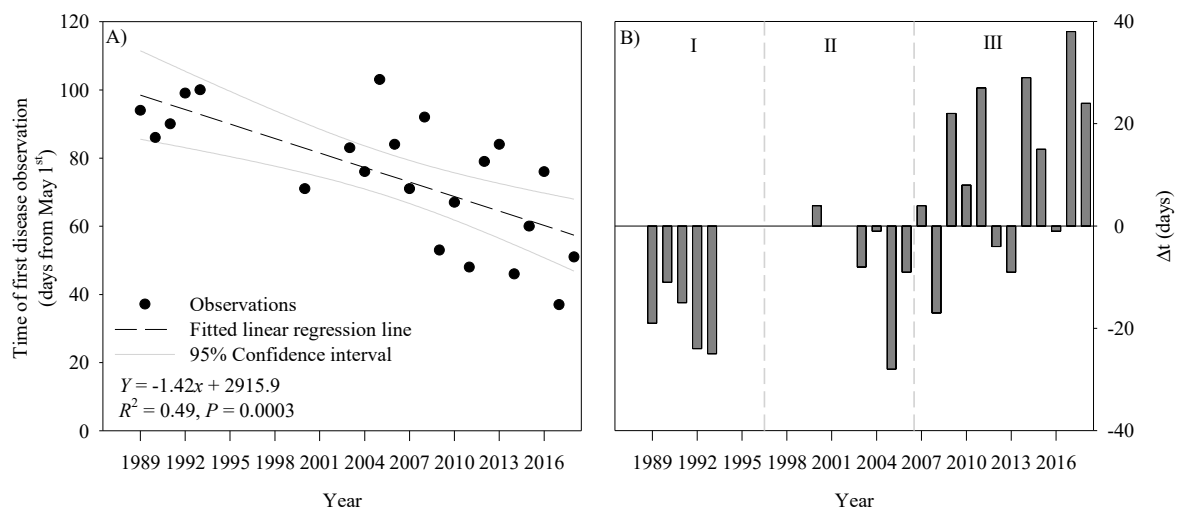 A)
Time of first disease observation
(days from May 1st)
120
100
80
60
40
20
0
Observations
Fitted linear regression line
95% Confidence interval
Y = -1.42x + 2915.9
R² = 0.49, P = 0.0003
1989 1992 1995 1998 2001 2004 2007 2010 2013 2016
Year
B)
I II III
40
20
0
-20
-40
Δt (days)
1989 1992 1995 1998 2001 2004 2007 2010 2013 2016
Year